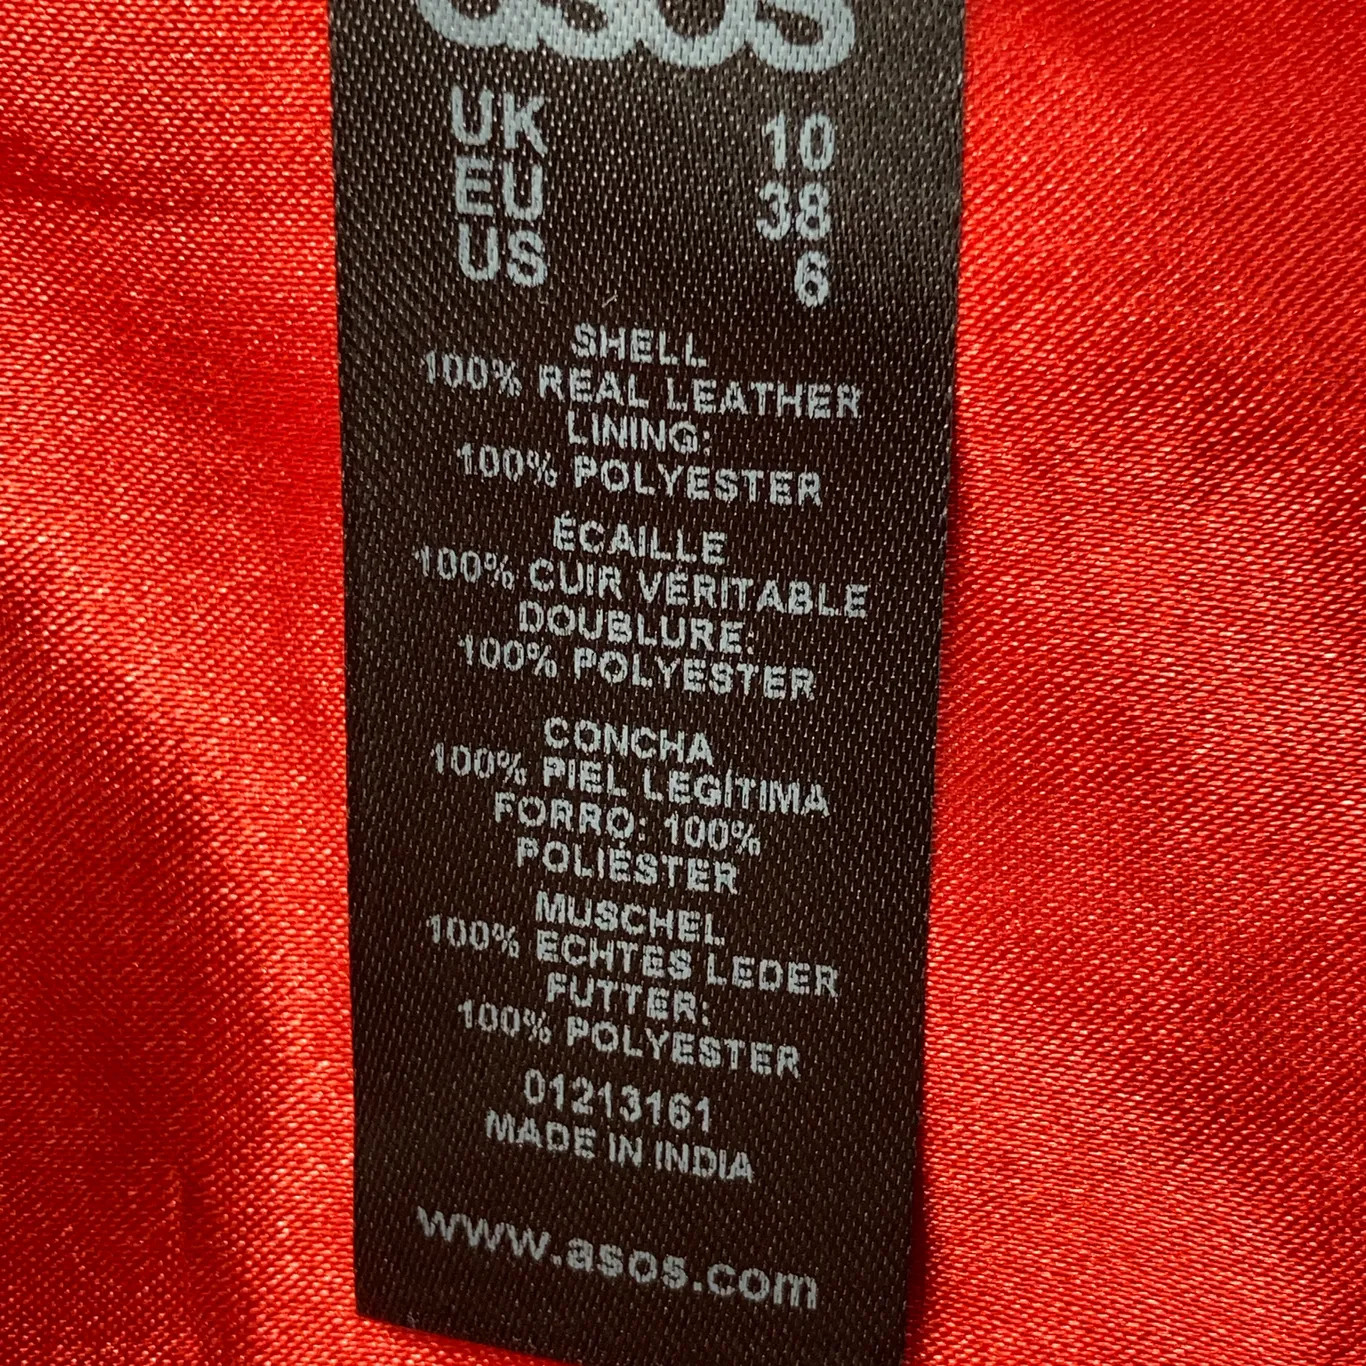 asos
UK 10
EU 38
US 6
SHELL
100% REAL LEATHER
LINING:
100% POLYESTER
ÉCAILLE
100% CUIR VÉRITABLE
DOUBLURE:
100% POLYESTER
CONCHA
100% PIEL LEGÍTIMA
FORRO: 100%
POLIÉSTER
MUSCHEL
100% ECHTES LEDER
FUTTER:
100% POLYESTER
01213161
MADE IN INDIA
www.asos.com